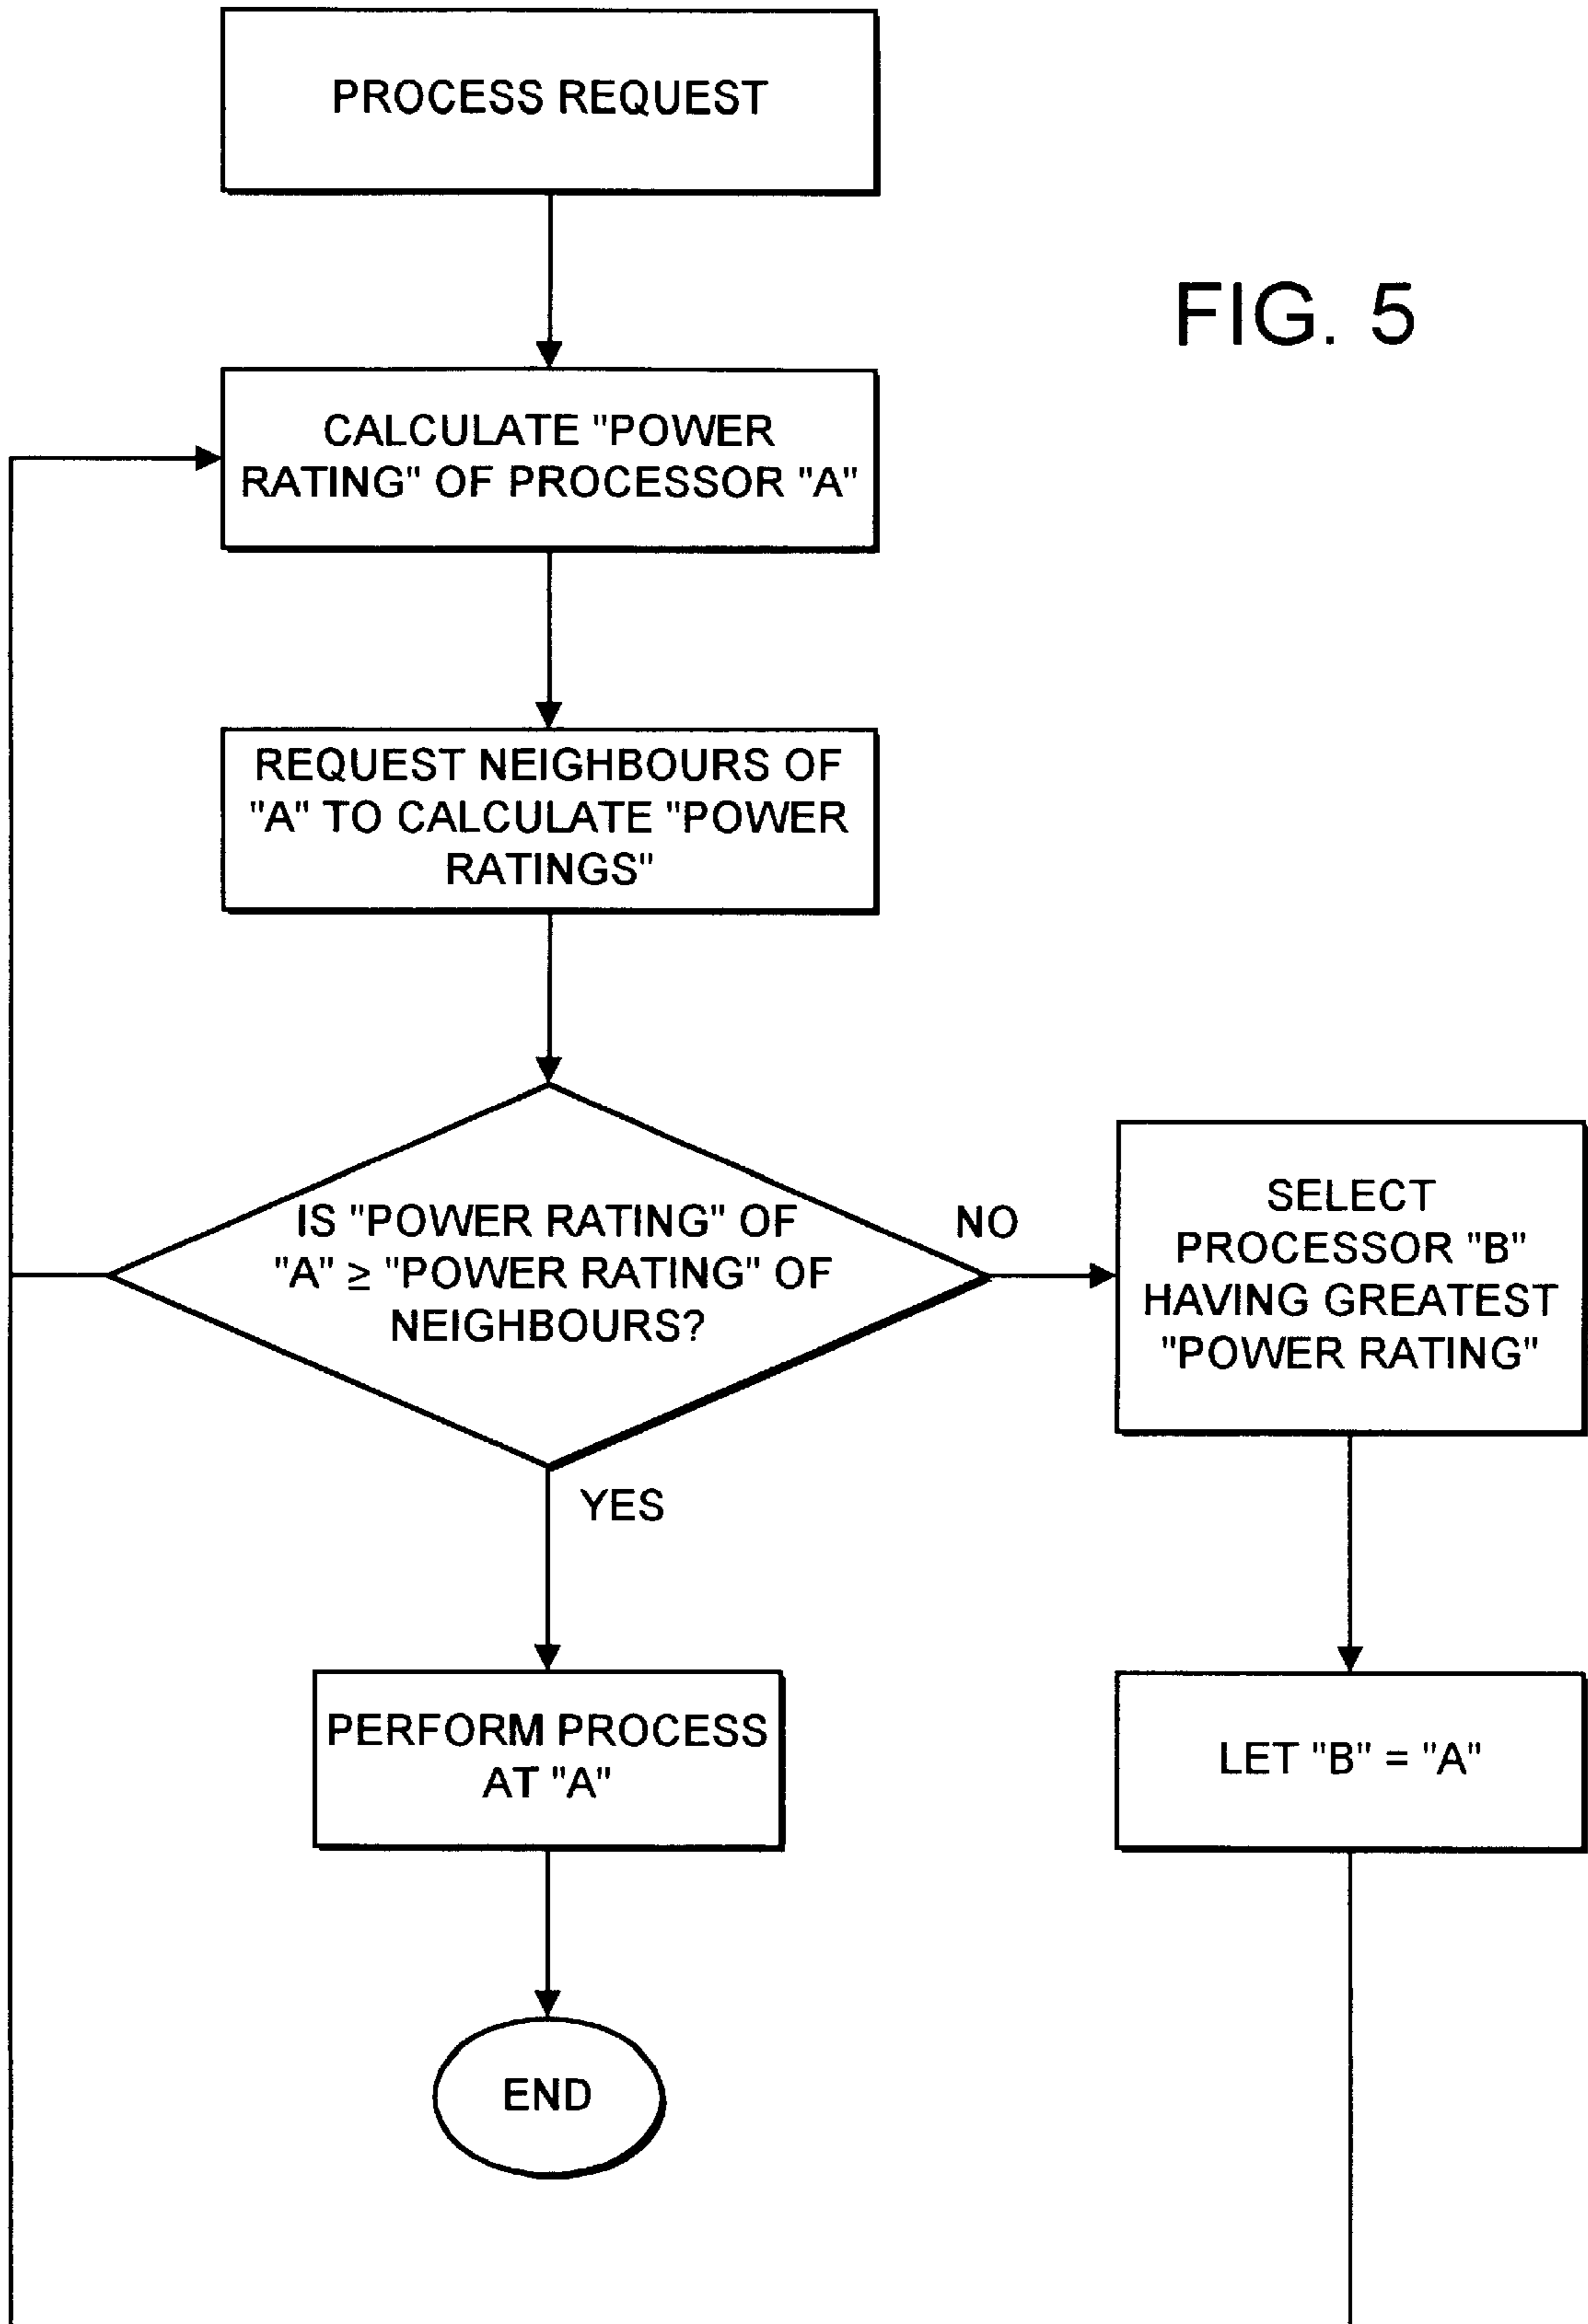 PROCESS REQUEST
FIG. 5
CALCULATE "POWER
RATING" OF PROCESSOR "A"
REQUEST NEIGHBOURS OF
"A" TO CALCULATE "POWER
RATINGS"
IS "POWER RATING" OF
"A" ≥ "POWER RATING" OF
NEIGHBOURS?
NO
SELECT
PROCESSOR "B"
HAVING GREATEST
"POWER RATING"
YES
PERFORM PROCESS
AT "A"
LET "B" = "A"
END